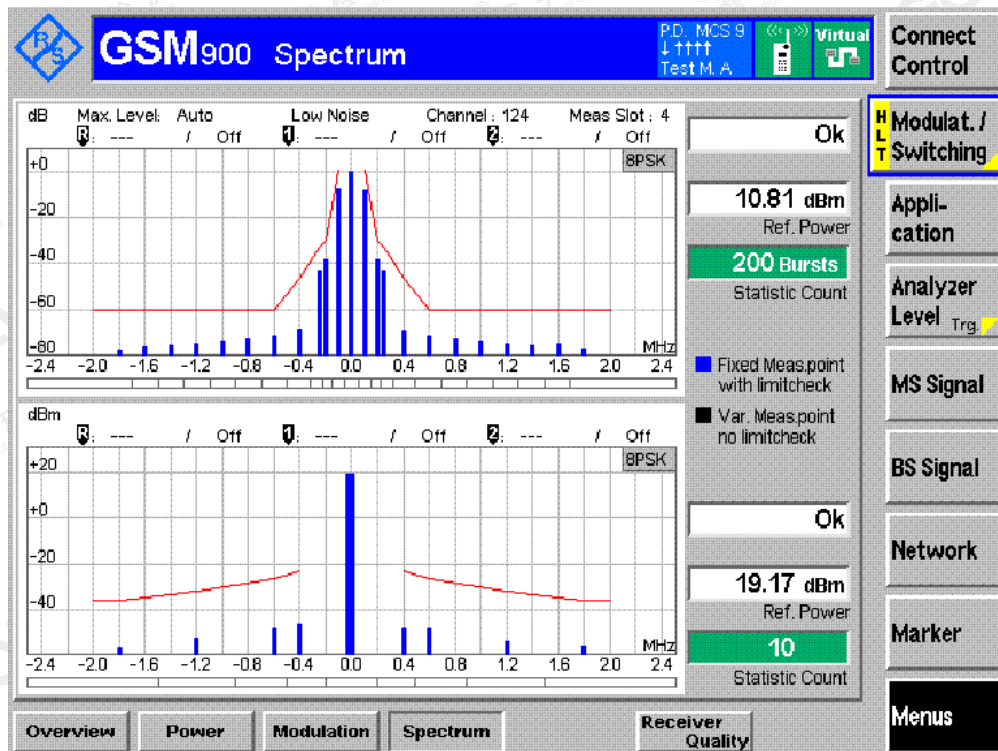 R/S
GSM900 Spectrum
P.D. MCS 9
Test M. A
Virtual
Connect Control
dB Max. Level: Auto Low Noise Channel : 124 Meas Slot : 4
R: --- / Off 1: --- / Off 2: --- / Off
8PSK
+0
-20
-40
-60
-80
MHz
-2.4 -2.0 -1.6 -1.2 -0.8 -0.4 0.0 0.4 0.8 1.2 1.6 2.0 2.4
Ok
10.81 dBm
Ref. Power
200 Bursts
Statistic Count
Fixed Meas.point
with limitcheck
Var. Meas.point
no limitcheck
dBm
R: --- / Off 1: --- / Off 2: --- / Off
8PSK
+20
+0
-20
-40
MHz
-2.4 -2.0 -1.6 -1.2 -0.8 -0.4 0.0 0.4 0.8 1.2 1.6 2.0 2.4
Ok
19.17 dBm
Ref. Power
10
Statistic Count
HLT
Modulat. /
Switching
Appli-
cation
Analyzer
Level Trg.
MS Signal
BS Signal
Network
Marker
Menus
Overview Power Modulation Spectrum Receiver Quality